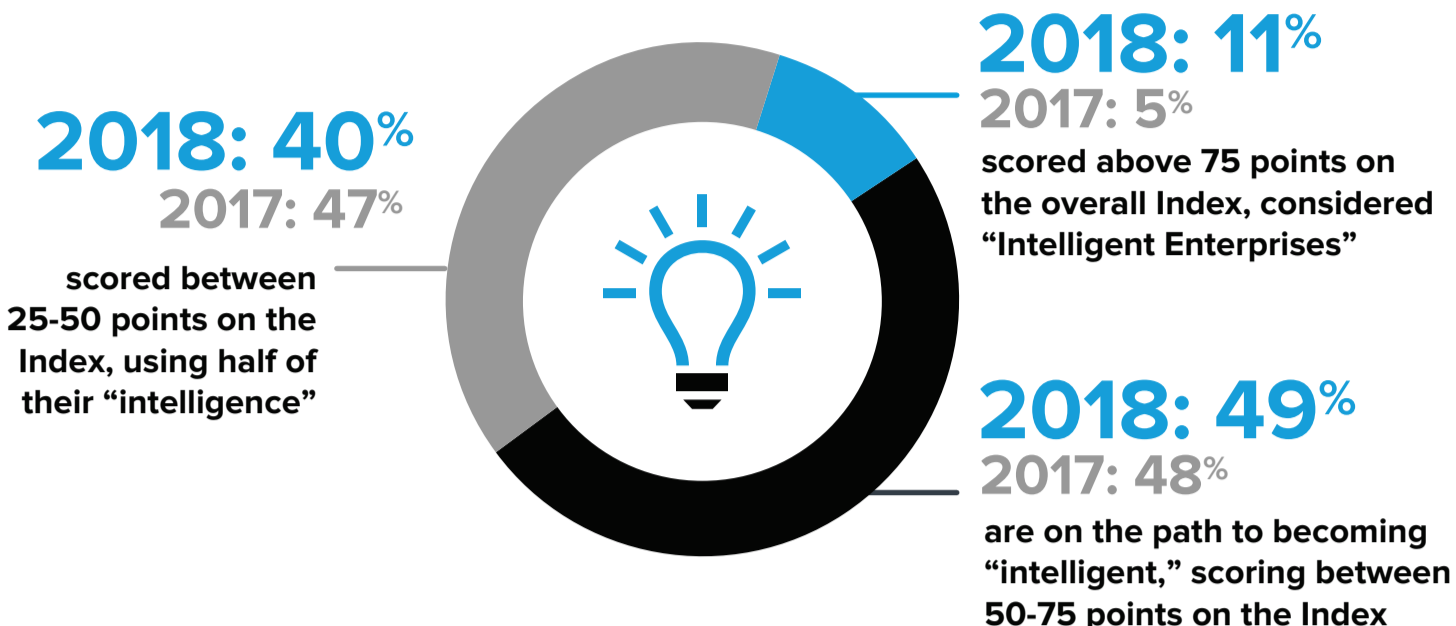 2018: 40%
2017: 47%
scored between
25-50 points on the
Index, using half of
their “intelligence”
2018: 11%
2017: 5%
scored above 75 points on
the overall Index, considered
“Intelligent Enterprises”
2018: 49%
2017: 48%
are on the path to becoming
“intelligent,” scoring between
50-75 points on the Index